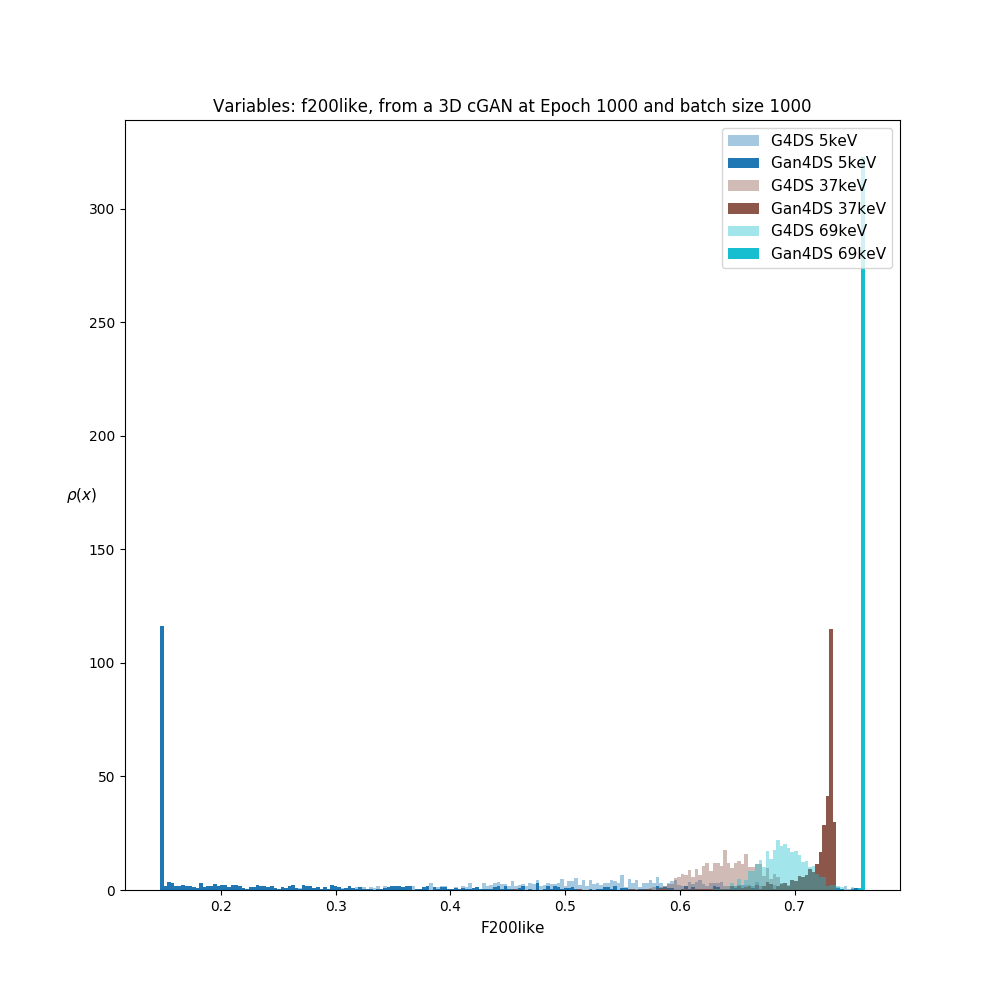 Variables: f200like, from a 3D cGAN at Epoch 1000 and batch size 1000
G4DS 5keV
Gan4DS 5keV
G4DS 37keV
Gan4DS 37keV
G4DS 69keV
Gan4DS 69keV
300
250
200
ρ(x)
150
100
50
0
0.2 0.3 0.4 0.5 0.6 0.7
F200like